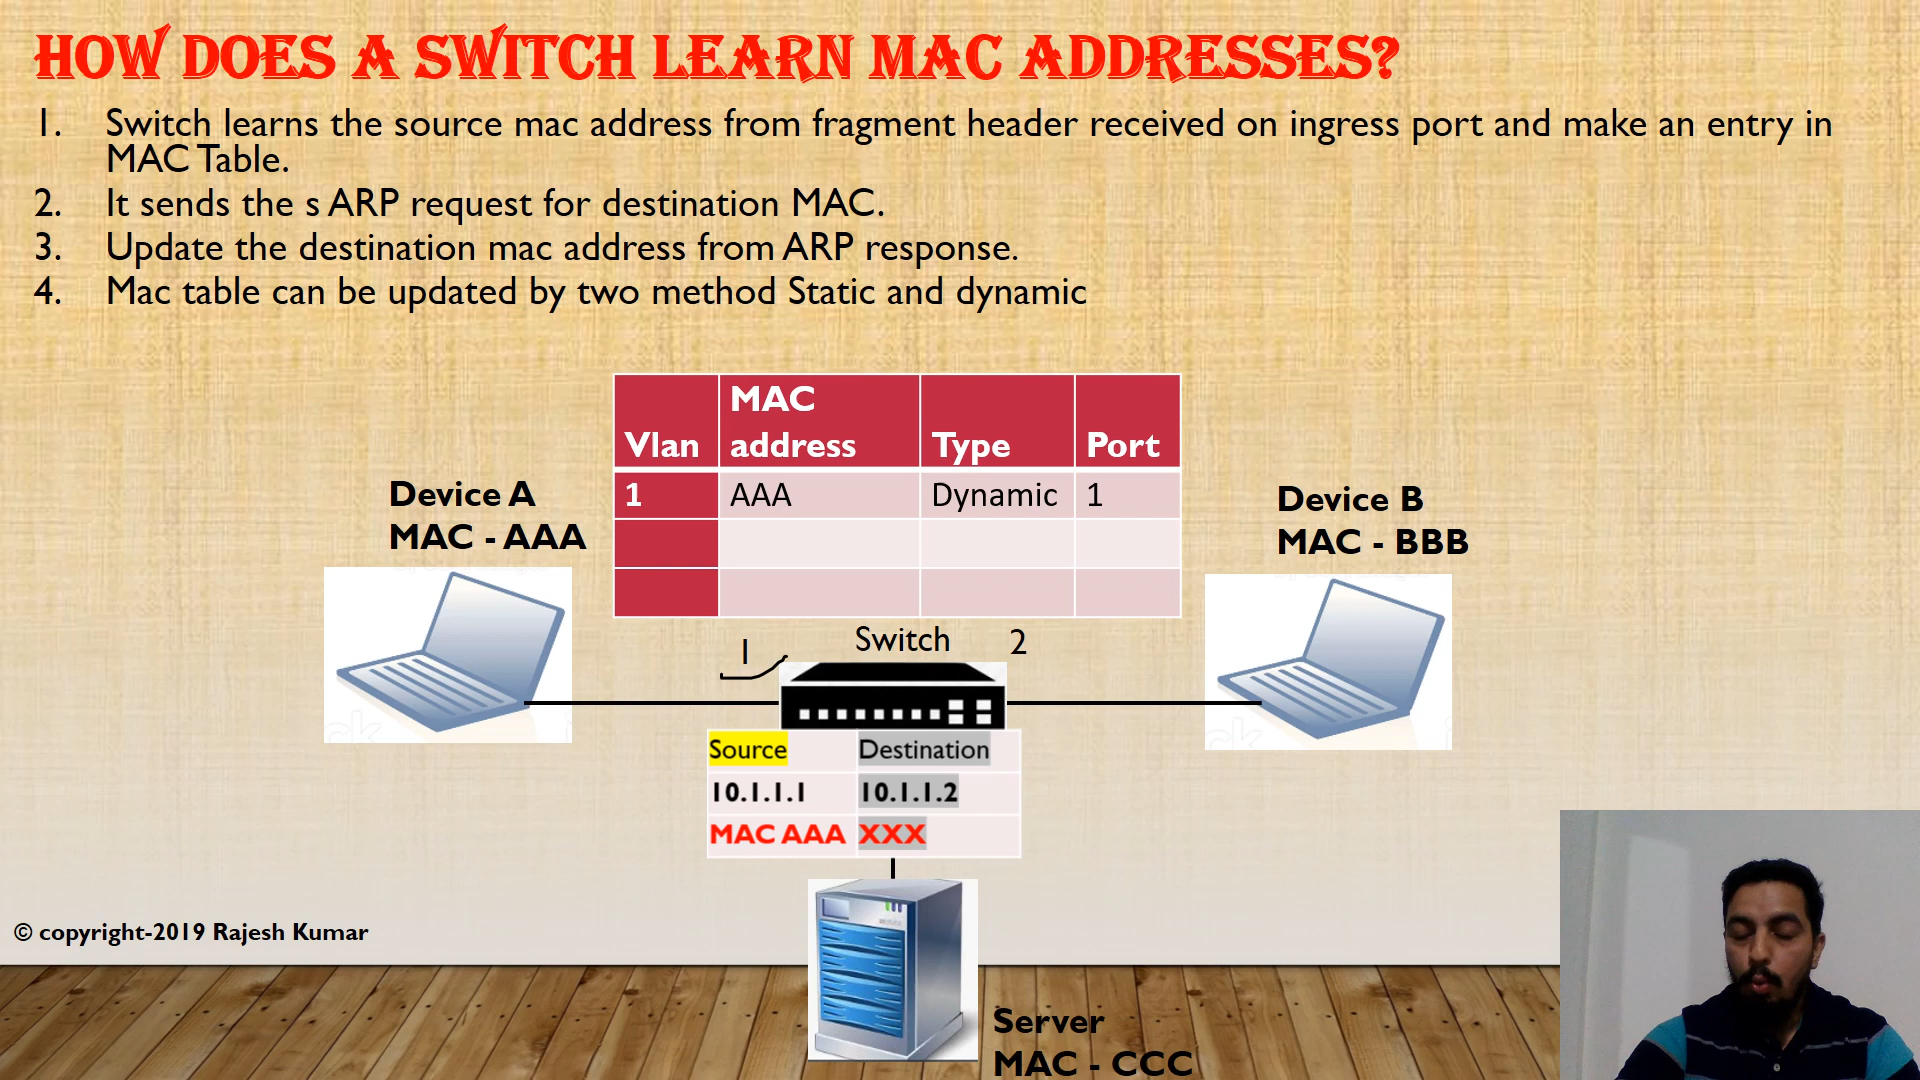 HOW DOES A SWITCH LEARN MAC ADDRESSES?
1. Switch learns the source mac address from fragment header received on ingress port and make an entry in
MAC Table.
2. It sends the s ARP request for destination MAC.
3. Update the destination mac address from ARP response.
4. Mac table can be updated by two method Static and dynamic
Vlan MAC address Type Port
1 AAA Dynamic 1
Device A
MAC - AAA
Device B
MAC - BBB
1 Switch 2
Source Destination
10.1.1.1 10.1.1.2
MAC AAA XXX
© copyright-2019 Rajesh Kumar
Server
MAC - CCC